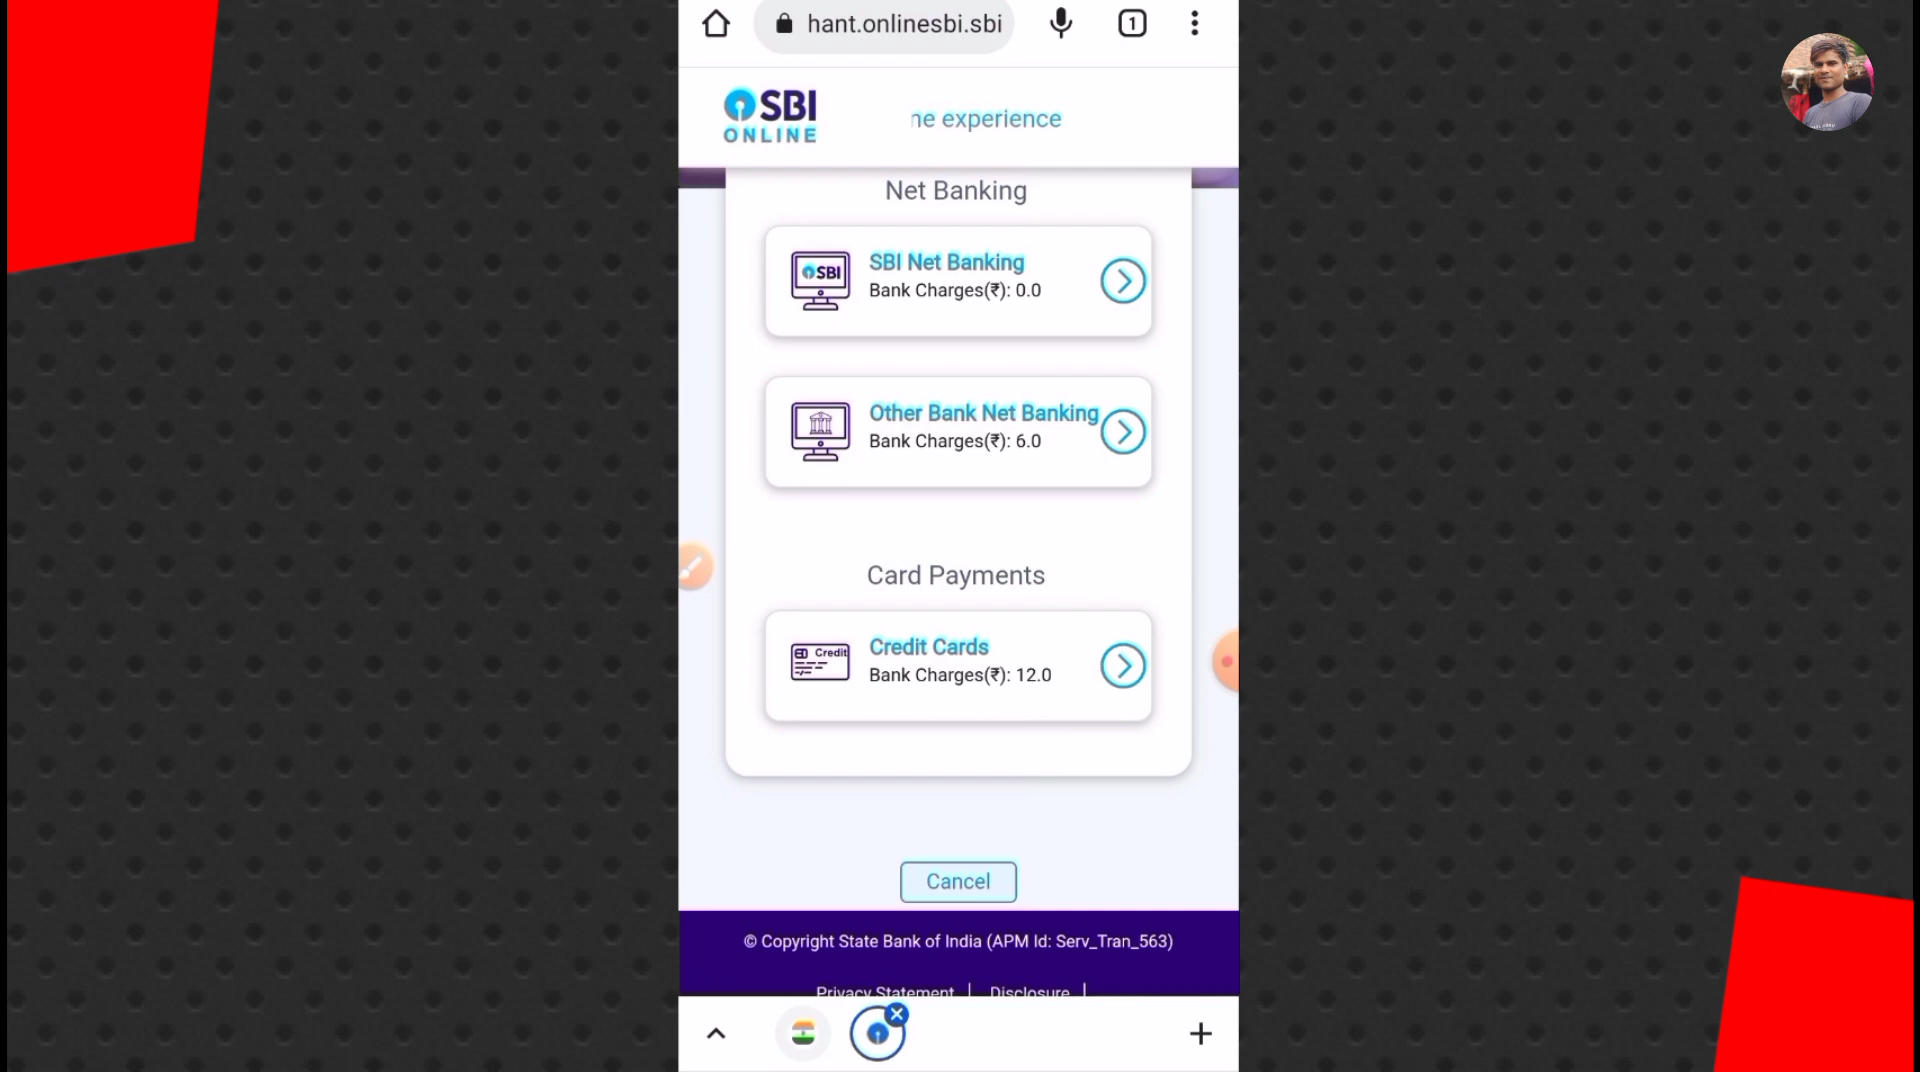 hant.onlinesbi.sbi
1
SBI
ONLINE
ne experience
Net Banking
SBI
SBI Net Banking
Bank Charges(₹): 0.0
Other Bank Net Banking
Bank Charges(₹): 6.0
Card Payments
Credit
Credit Cards
Bank Charges(₹): 12.0
Cancel
© Copyright State Bank of India (APM Id: Serv_Tran_563)
Privacy Statement | Disclosure |